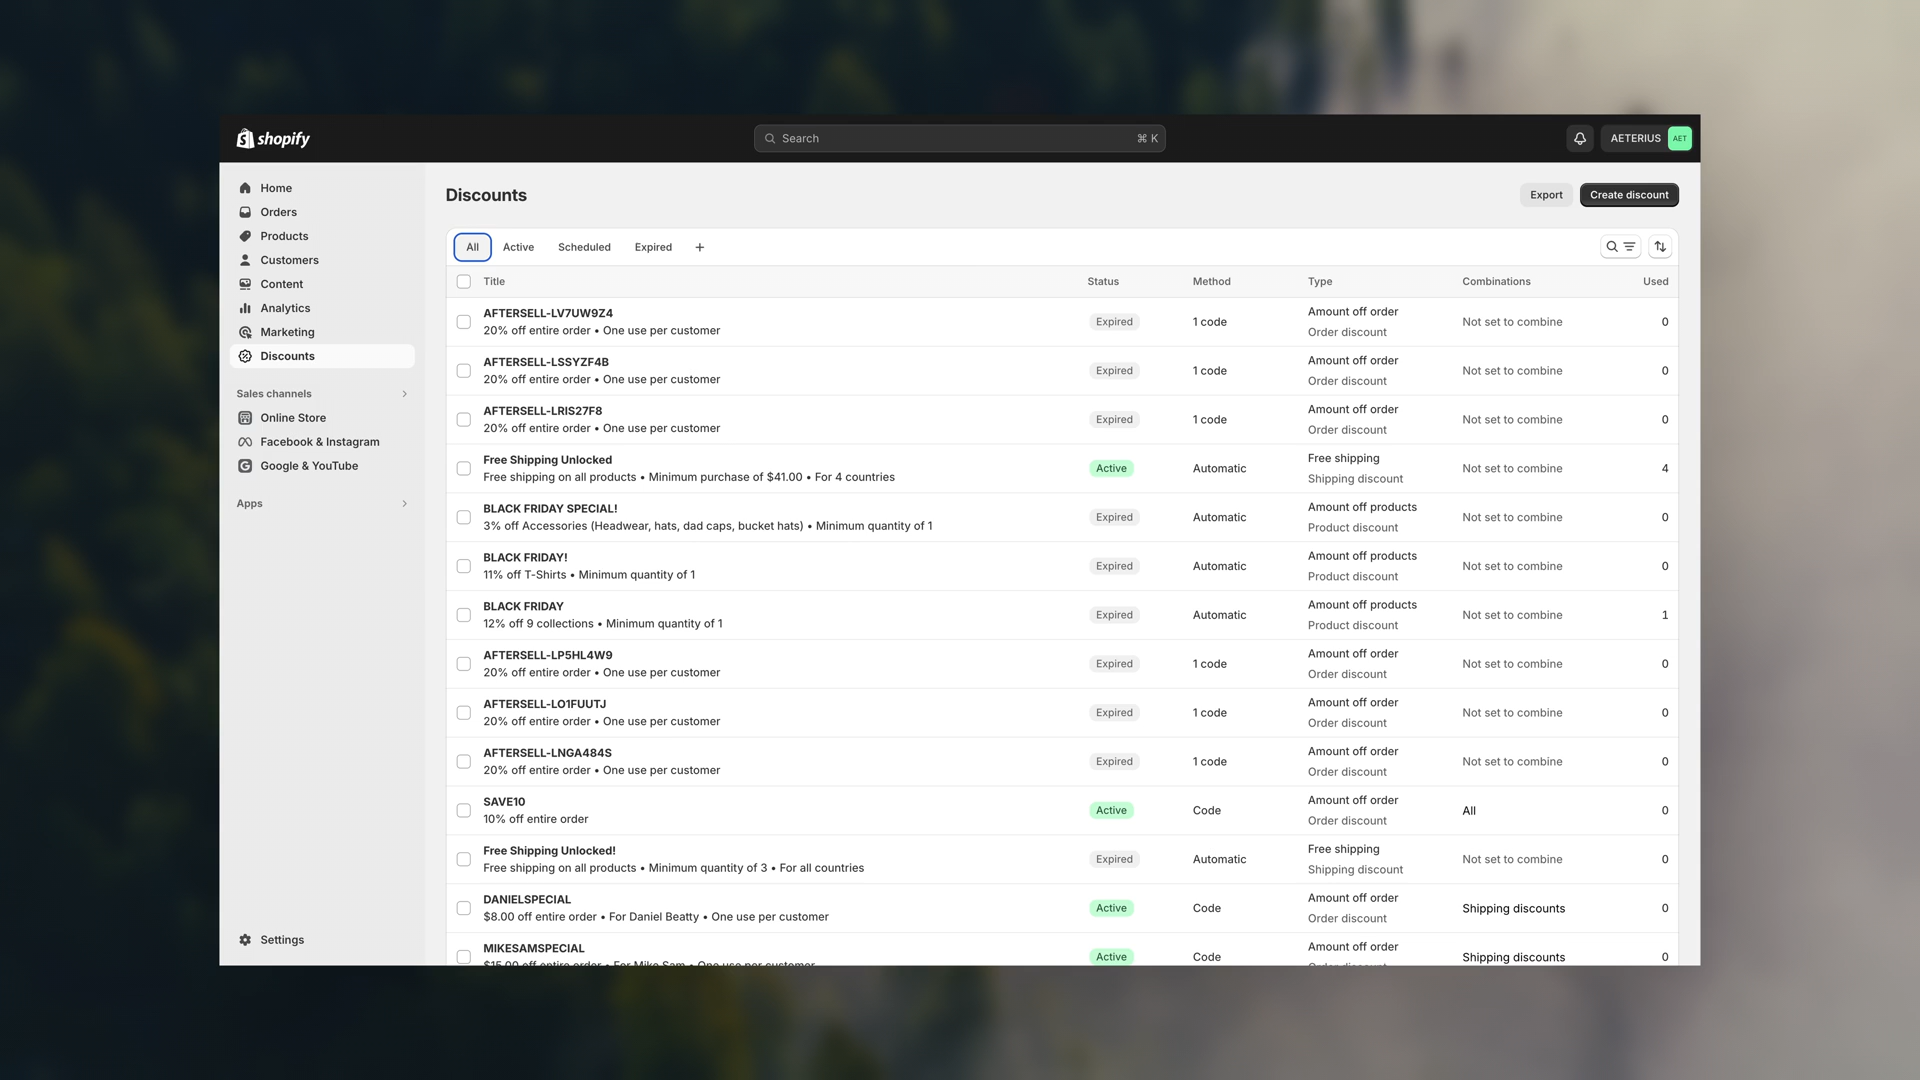 shopify
Search
⌘ K
AETERIUS
AET
Home
Orders
Products
Customers
Content
Analytics
Marketing
Discounts
Sales channels
Online Store
Facebook & Instagram
Google & YouTube
Apps
Settings
Discounts
Export
Create discount
All Active Scheduled Expired +
Title Status Method Type Combinations Used
AFTERSELL-LV7UW9Z4
20% off entire order • One use per customer
Expired
1 code
Amount off order
Order discount
Not set to combine
0
AFTERSELL-LSSYZF4B
20% off entire order • One use per customer
Expired
1 code
Amount off order
Order discount
Not set to combine
0
AFTERSELL-LRIS27F8
20% off entire order • One use per customer
Expired
1 code
Amount off order
Order discount
Not set to combine
0
Free Shipping Unlocked
Free shipping on all products • Minimum purchase of $41.00 • For 4 countries
Active
Automatic
Free shipping
Shipping discount
Not set to combine
4
BLACK FRIDAY SPECIAL!
3% off Accessories (Headwear, hats, dad caps, bucket hats) • Minimum quantity of 1
Expired
Automatic
Amount off products
Product discount
Not set to combine
0
BLACK FRIDAY!
11% off T-Shirts • Minimum quantity of 1
Expired
Automatic
Amount off products
Product discount
Not set to combine
0
BLACK FRIDAY
12% off 9 collections • Minimum quantity of 1
Expired
Automatic
Amount off products
Product discount
Not set to combine
1
AFTERSELL-LP5HL4W9
20% off entire order • One use per customer
Expired
1 code
Amount off order
Order discount
Not set to combine
0
AFTERSELL-LO1FUUTJ
20% off entire order • One use per customer
Expired
1 code
Amount off order
Order discount
Not set to combine
0
AFTERSELL-LNGA484S
20% off entire order • One use per customer
Expired
1 code
Amount off order
Order discount
Not set to combine
0
SAVE10
10% off entire order
Active
Code
Amount off order
Order discount
All
0
Free Shipping Unlocked!
Free shipping on all products • Minimum quantity of 3 • For all countries
Expired
Automatic
Free shipping
Shipping discount
Not set to combine
0
DANIELSPECIAL
$8.00 off entire order • For Daniel Beatty • One use per customer
Active
Code
Amount off order
Order discount
Shipping discounts
0
MIKESAMSPECIAL
$15.00 off entire order • For Mike Sam • One use per customer
Active
Code
Amount off order
Order discount
Shipping discounts
0